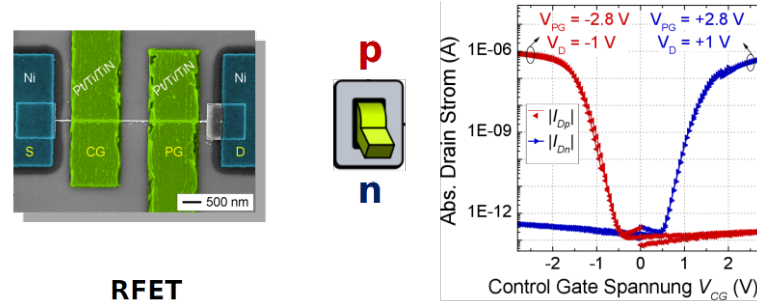 Ni
Pt/Ti/TiN
Pt/Ti/TiN
Ni
S
CG
PG
D
500 nm
RFET
p
n
V_PG = -2.8 V
V_D = -1 V
V_PG = +2.8 V
V_D = +1 V
|I_Dp|
|I_Dn|
Abs. Drain Strom (A)
1E-06
1E-09
1E-12
-2
-1
0
1
2
Control Gate Spannung V_CG (V)